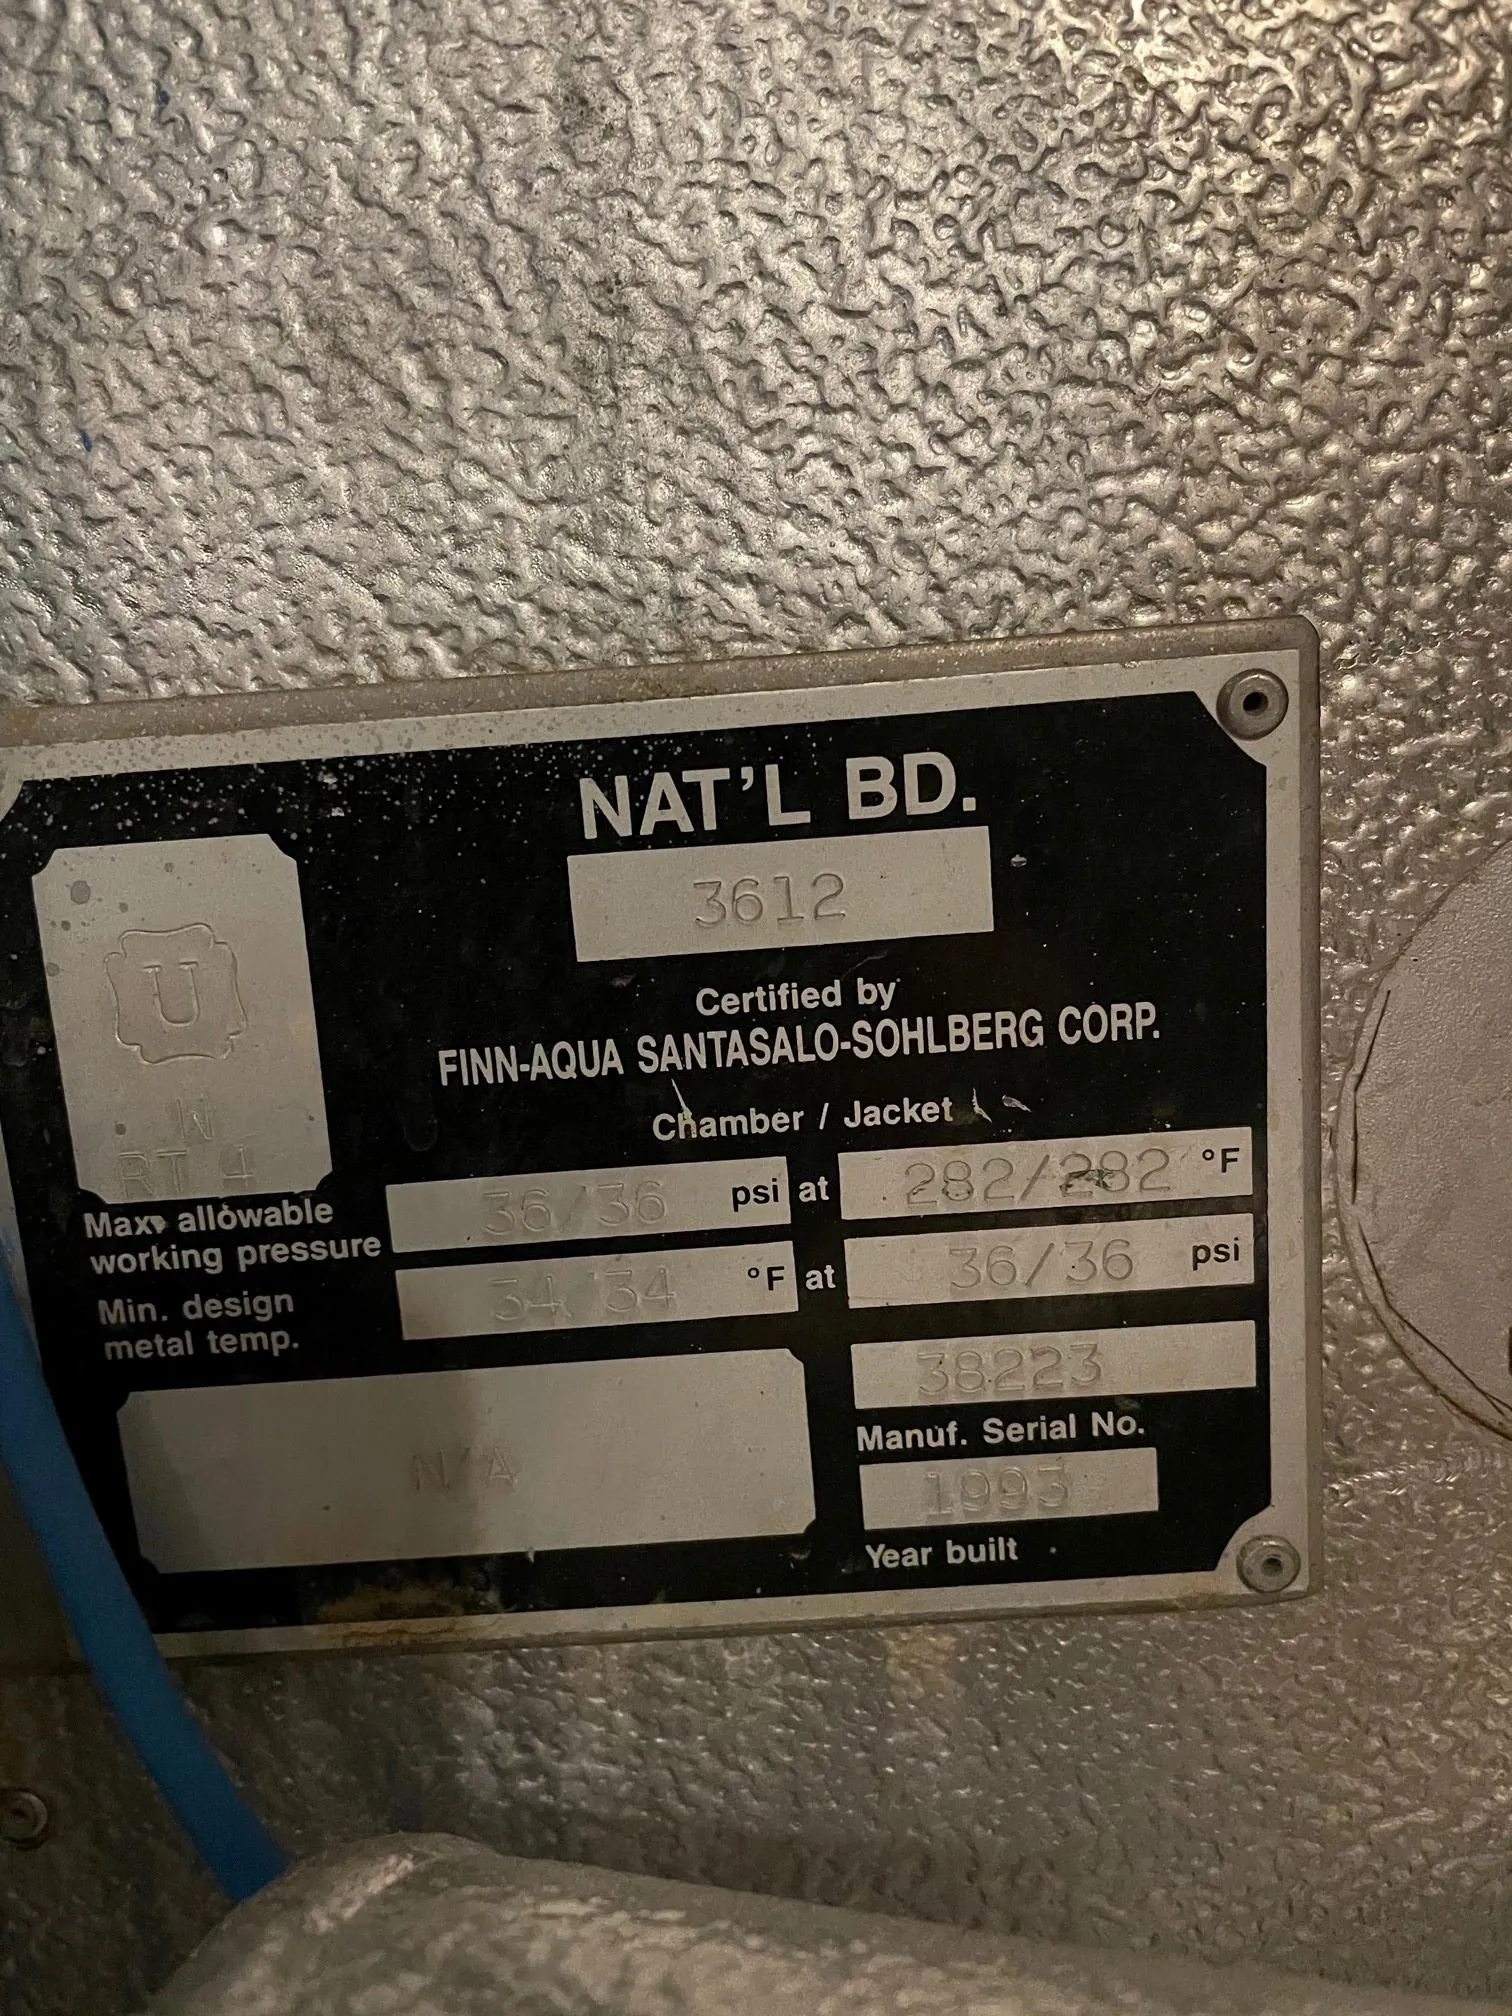 NAT'L BD.
3612
U
W
RT 4
Certified by
FINN-AQUA SANTASALO-SOHLBERG CORP.
Chamber / Jacket
Max. allowable working pressure 36/36 psi at 282/282 °F
Min. design metal temp. 34/34 °F at 36/36 psi
N/A
38223
Manuf. Serial No.
1993
Year built